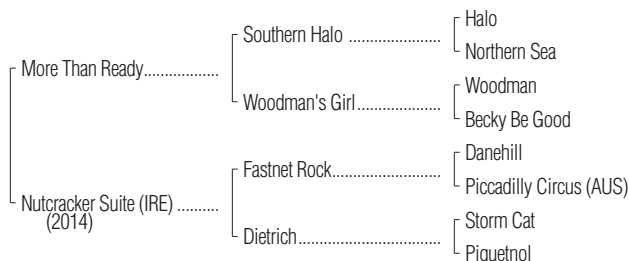 Halo
Southern Halo ......................
Northern Sea
More Than Ready..................
Woodman
Woodman's Girl....................
Becky Be Good
Danehill
Fastnet Rock..........................
Piccadilly Circus (AUS)
Nutcracker Suite (IRE) ..........
(2014)
Storm Cat
Dietrich..................................
Piquetnol